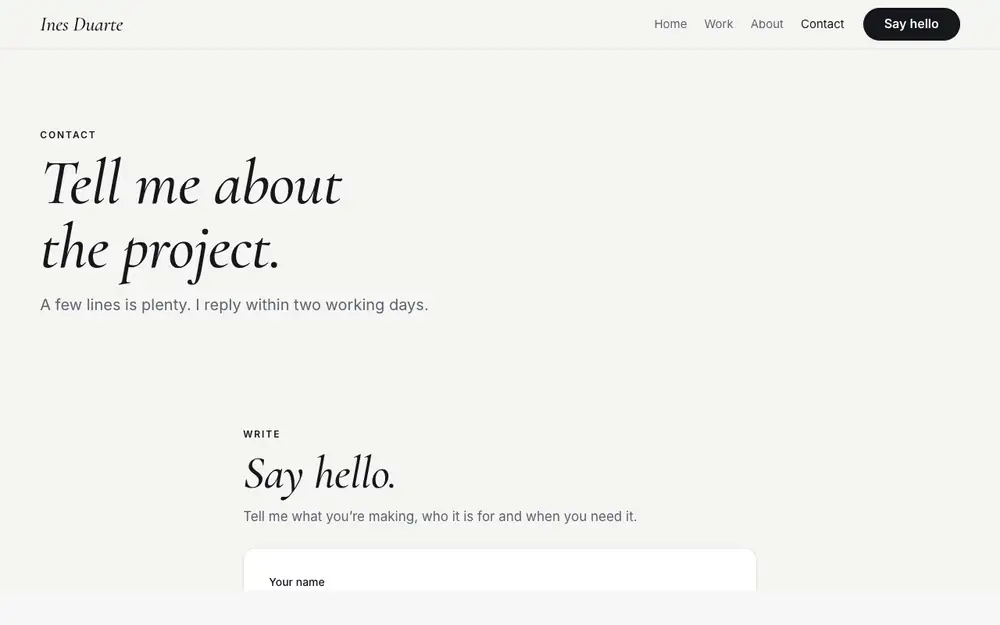 Ines Duarte
Home
Work
About
Contact
Say hello
CONTACT
Tell me about
the project.
A few lines is plenty. I reply within two working days.
WRITE
Say hello.
Tell me what you’re making, who it is for and when you need it.
Your name